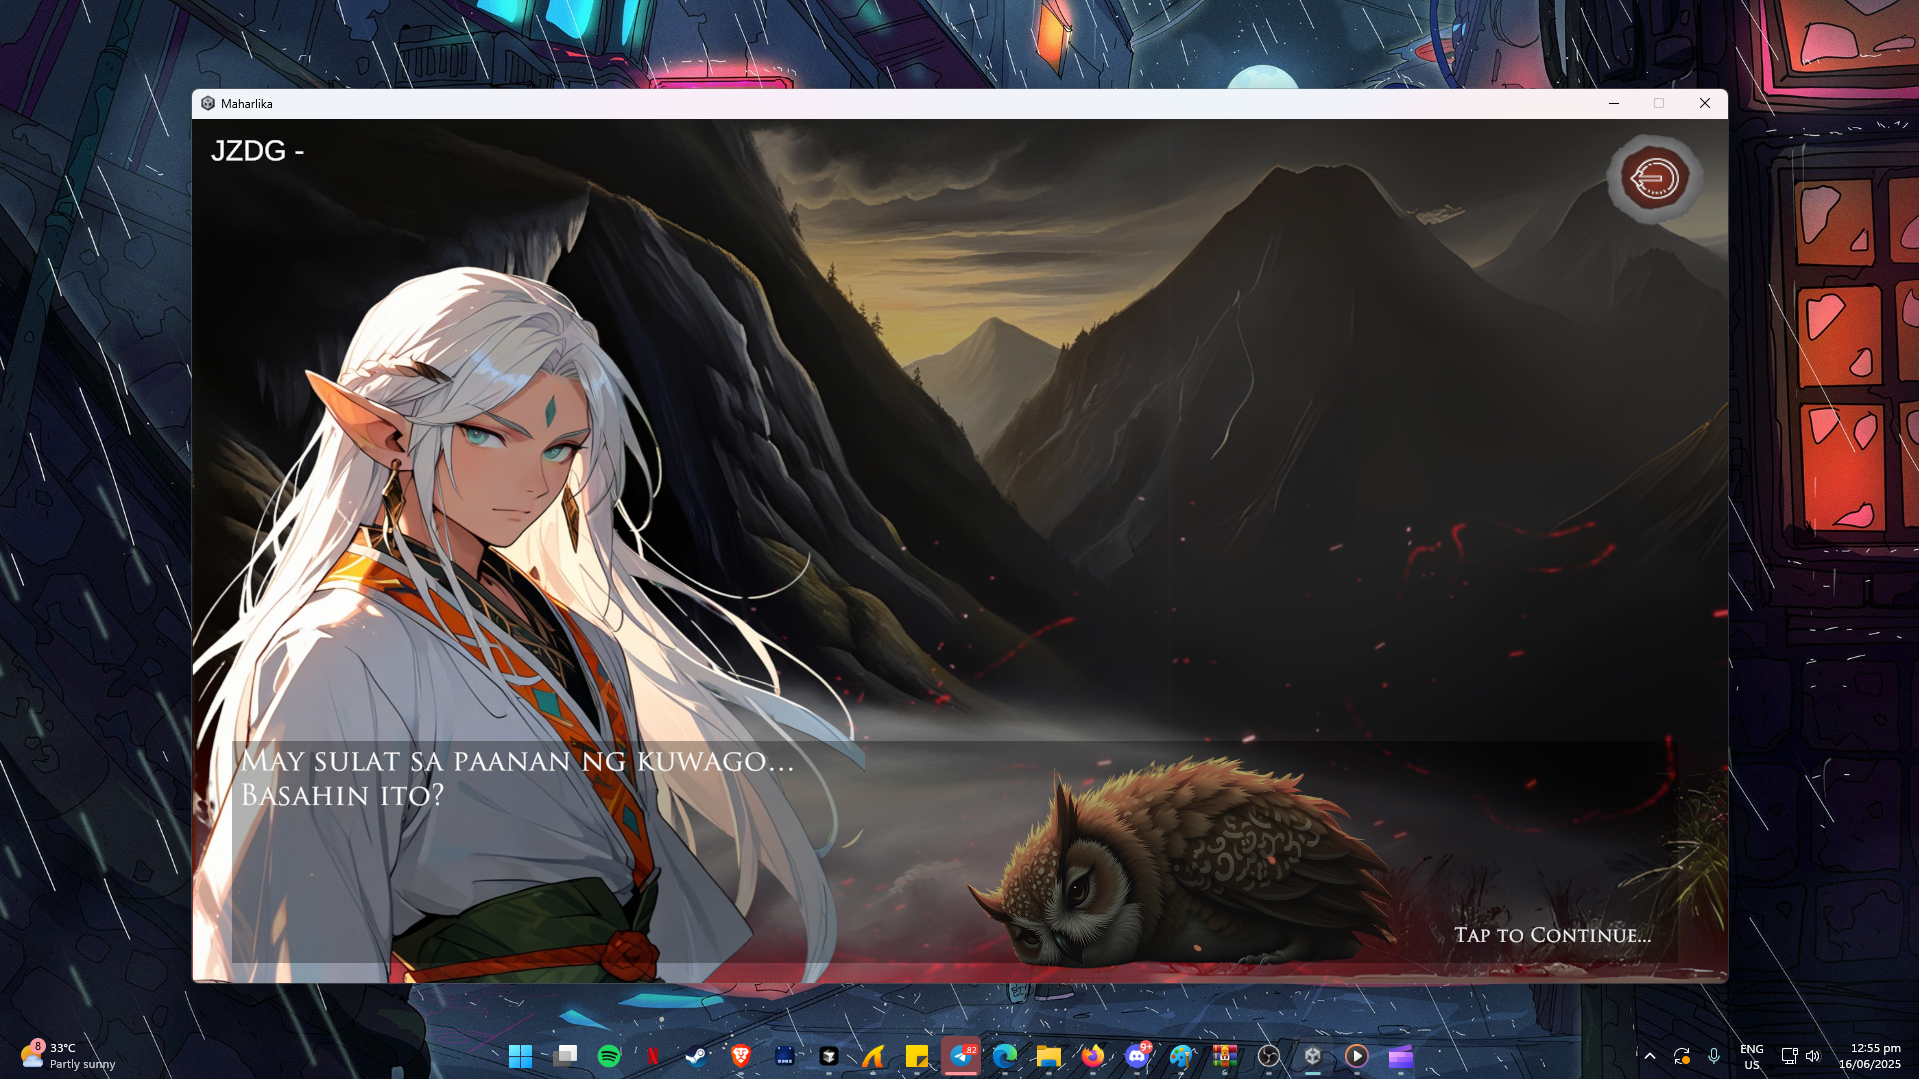 Maharlika
JZDG -
May sulat sa paanan ng kuwago...
Basahin ito?
Tap to Continue...
8
33°C
Partly sunny
82
9+
ENG
US
12:55 pm
16/06/2025